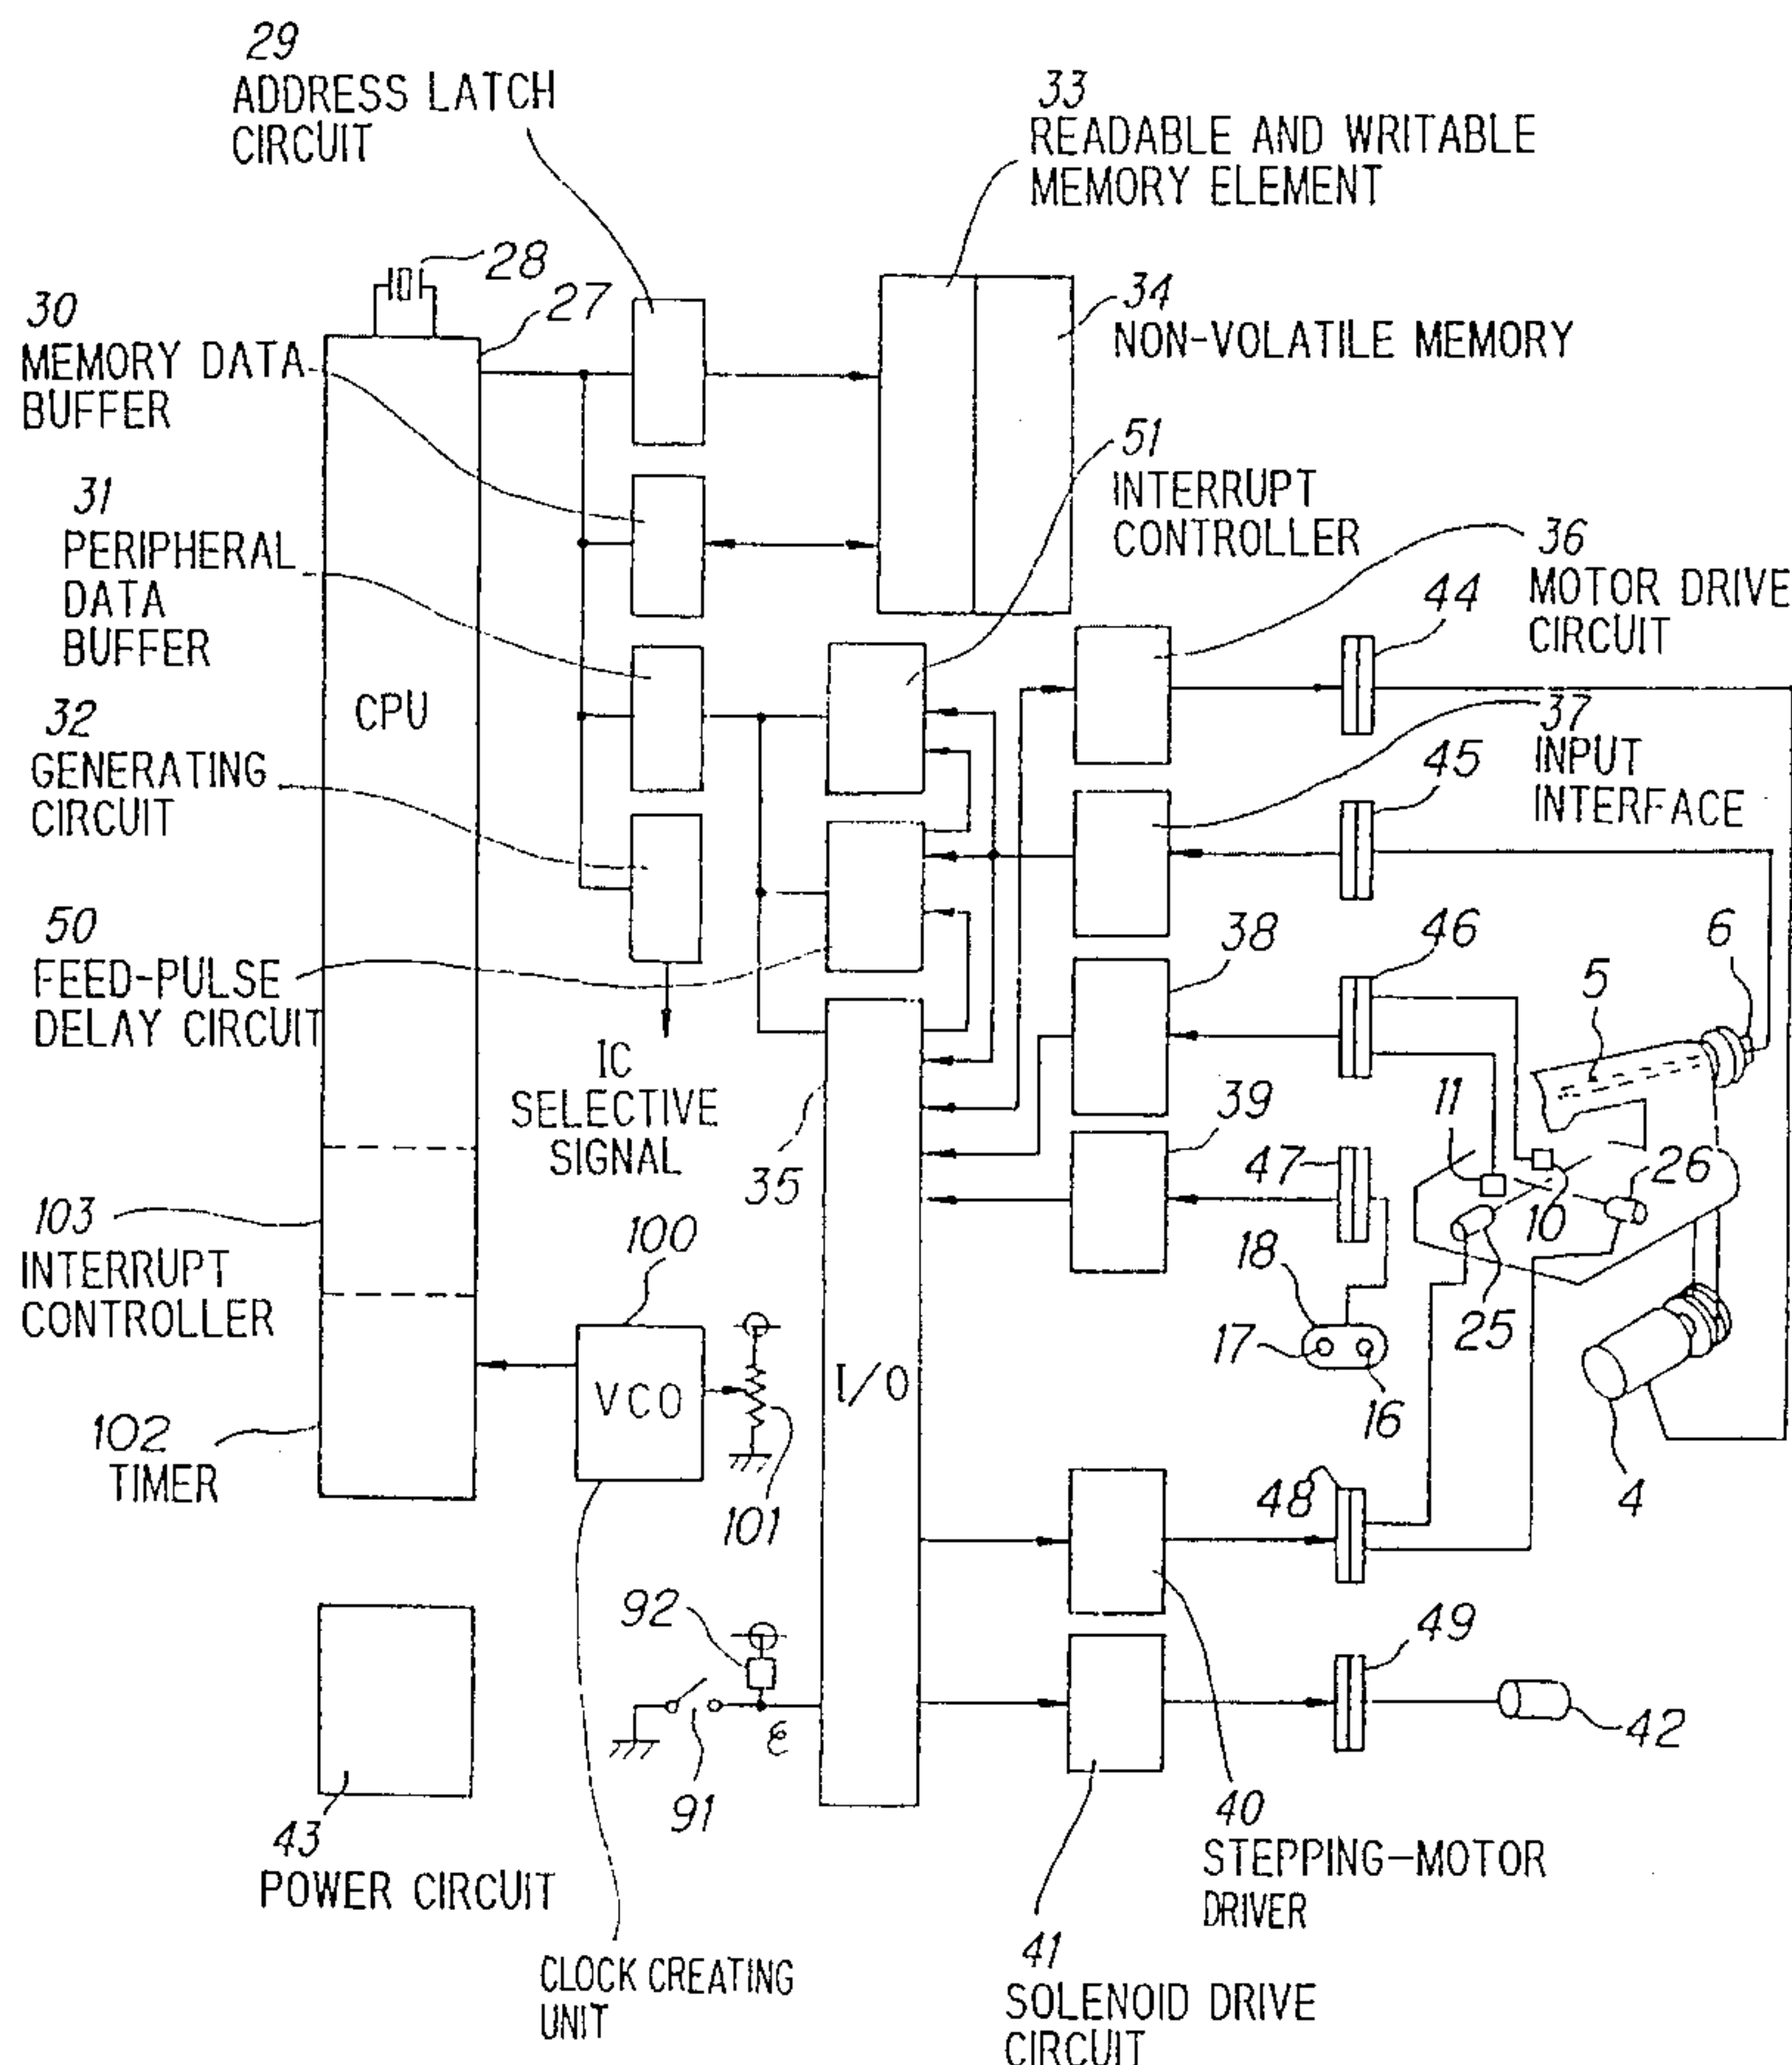 29
ADDRESS LATCH
CIRCUIT
33
READABLE AND WRITABLE
MEMORY ELEMENT
28
27
30
MEMORY DATA
BUFFER
34
NON-VOLATILE MEMORY
51
INTERRUPT
CONTROLLER
31
PERIPHERAL
DATA
BUFFER
36
MOTOR DRIVE
CIRCUIT
44
CPU
32
GENERATING
CIRCUIT
37
INPUT
INTERFACE
45
50
FEED-PULSE
DELAY CIRCUIT
38
46
5
6
IC
SELECTIVE
SIGNAL
35
39
11
47
10
26
103
INTERRUPT
CONTROLLER
100
18
25
17
16
VCO
I/O
102
TIMER
101
4
48
92
49
ε
91
42
43
POWER CIRCUIT
40
STEPPING-MOTOR
DRIVER
41
SOLENOID DRIVE
CIRCUIT
CLOCK CREATING
UNIT